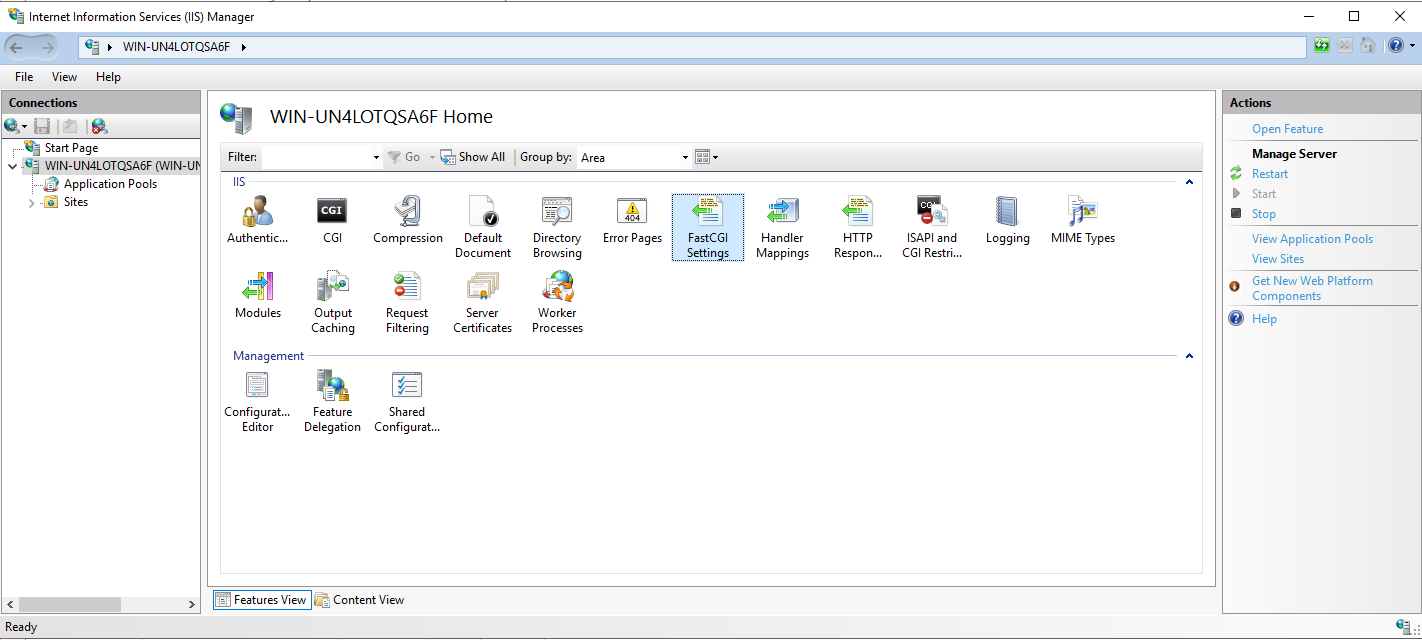 Internet Information Services (IIS) Manager
WIN-UN4LOTQSA6F
File View Help
Connections
Start Page
WIN-UN4LOTQSA6F (WIN-UN
Application Pools
Sites
WIN-UN4LOTQSA6F Home
Filter: Go Show All Group by: Area
IIS
Authentic... CGI Compression Default Document Directory Browsing Error Pages FastCGI Settings Handler Mappings HTTP Respon... ISAPI and CGI Restri... Logging MIME Types
Modules Output Caching Request Filtering Server Certificates Worker Processes
Management
Configurat... Editor Feature Delegation Shared Configurat...
Features View Content View
Actions
Open Feature
Manage Server
Restart
Start
Stop
View Application Pools
View Sites
Get New Web Platform
Components
Help
Ready